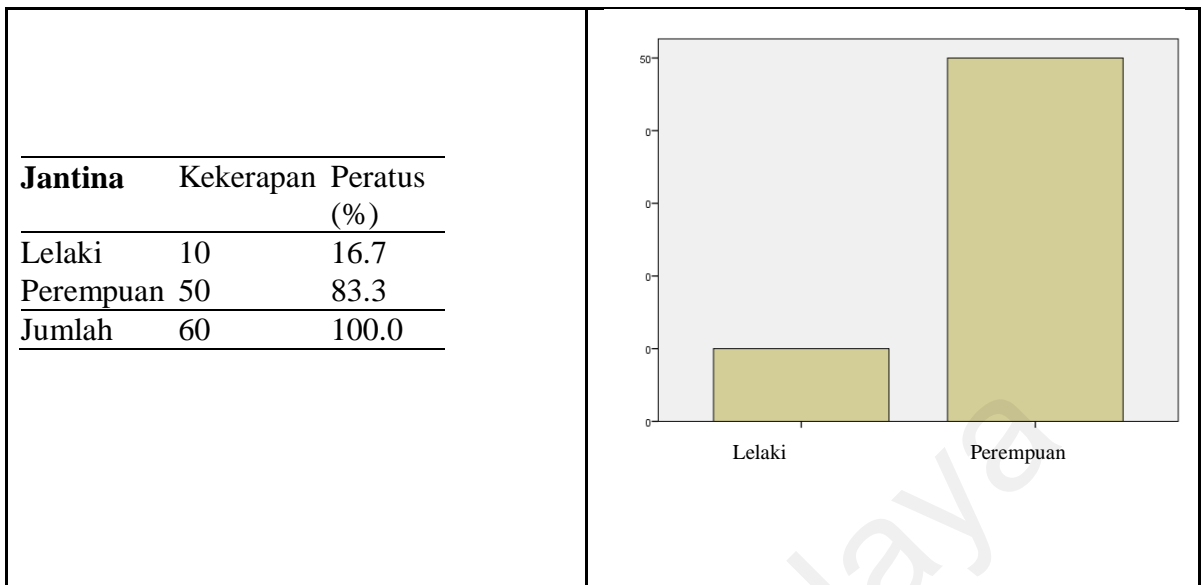 Jantina Kekerapan Peratus
(%)
Lelaki 10 16.7
Perempuan 50 83.3
Jumlah 60 100.0
50
0
0
0
0
0
Lelaki Perempuan
laya